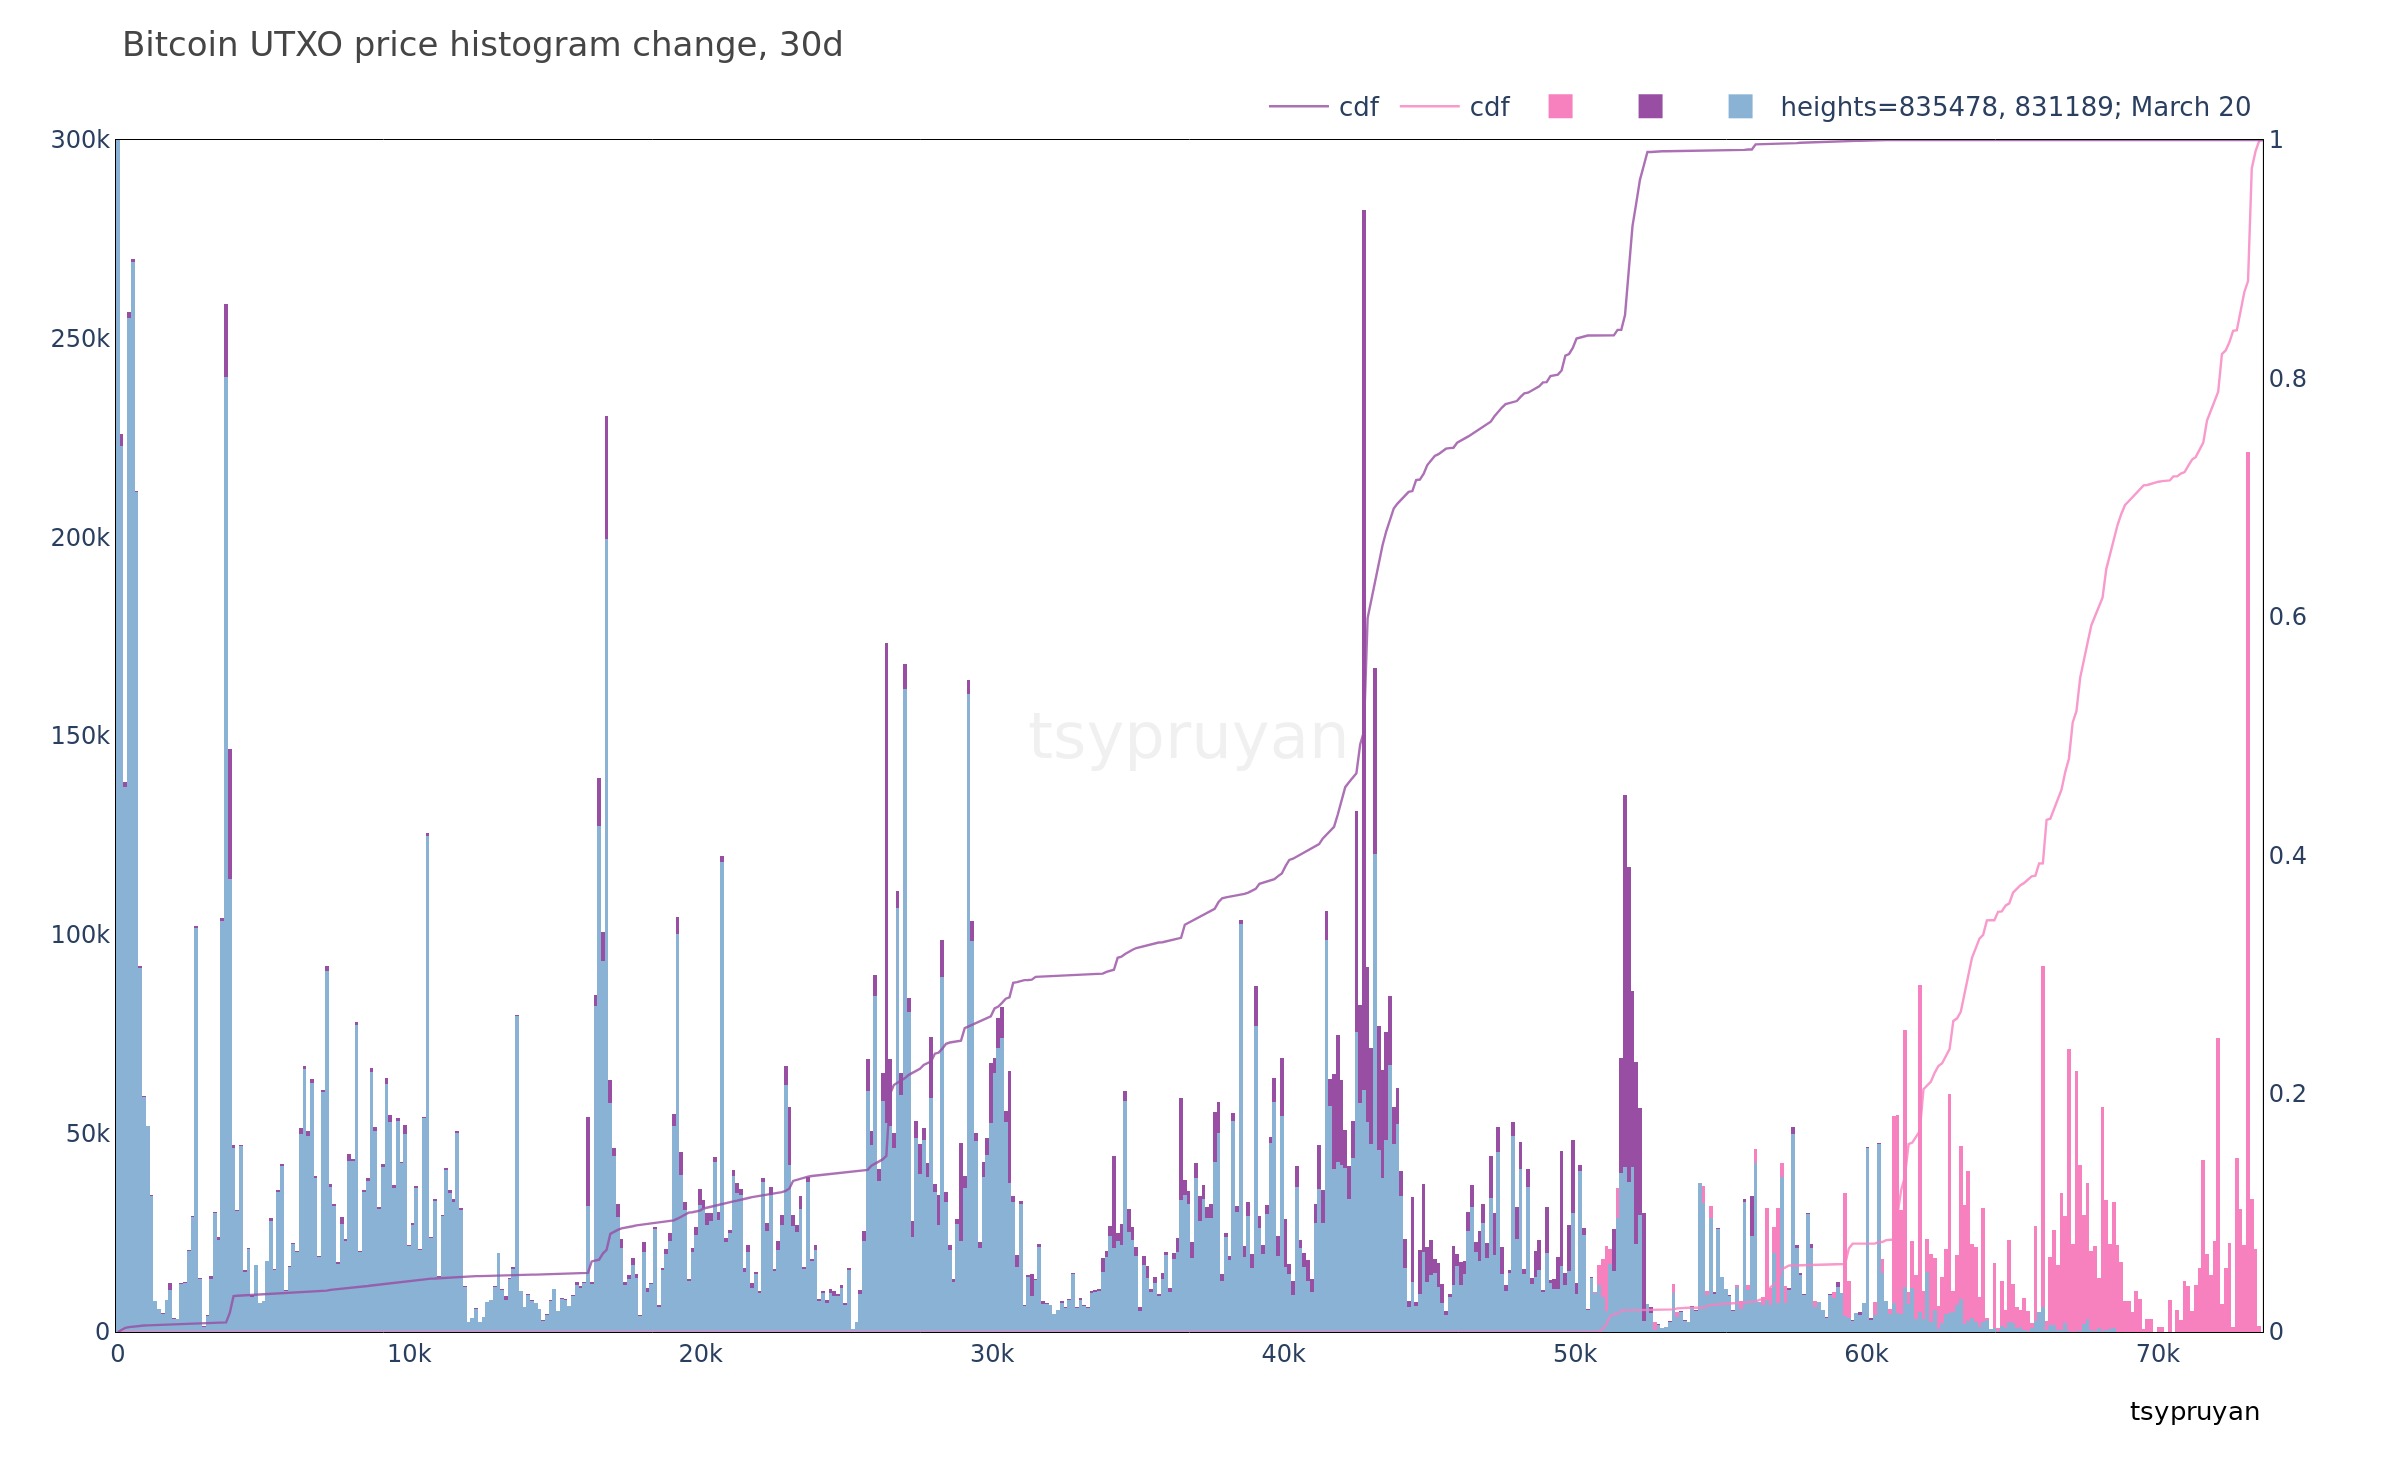 Bitcoin UTXO price histogram change, 30d
cdf cdf heights=835478, 831189; March 20
300k 1
250k
0.8
200k
0.6
150k
tsypruyan
0.4
100k
0.2
50k
0 0
0 10k 20k 30k 40k 50k 60k 70k
tsypruyan